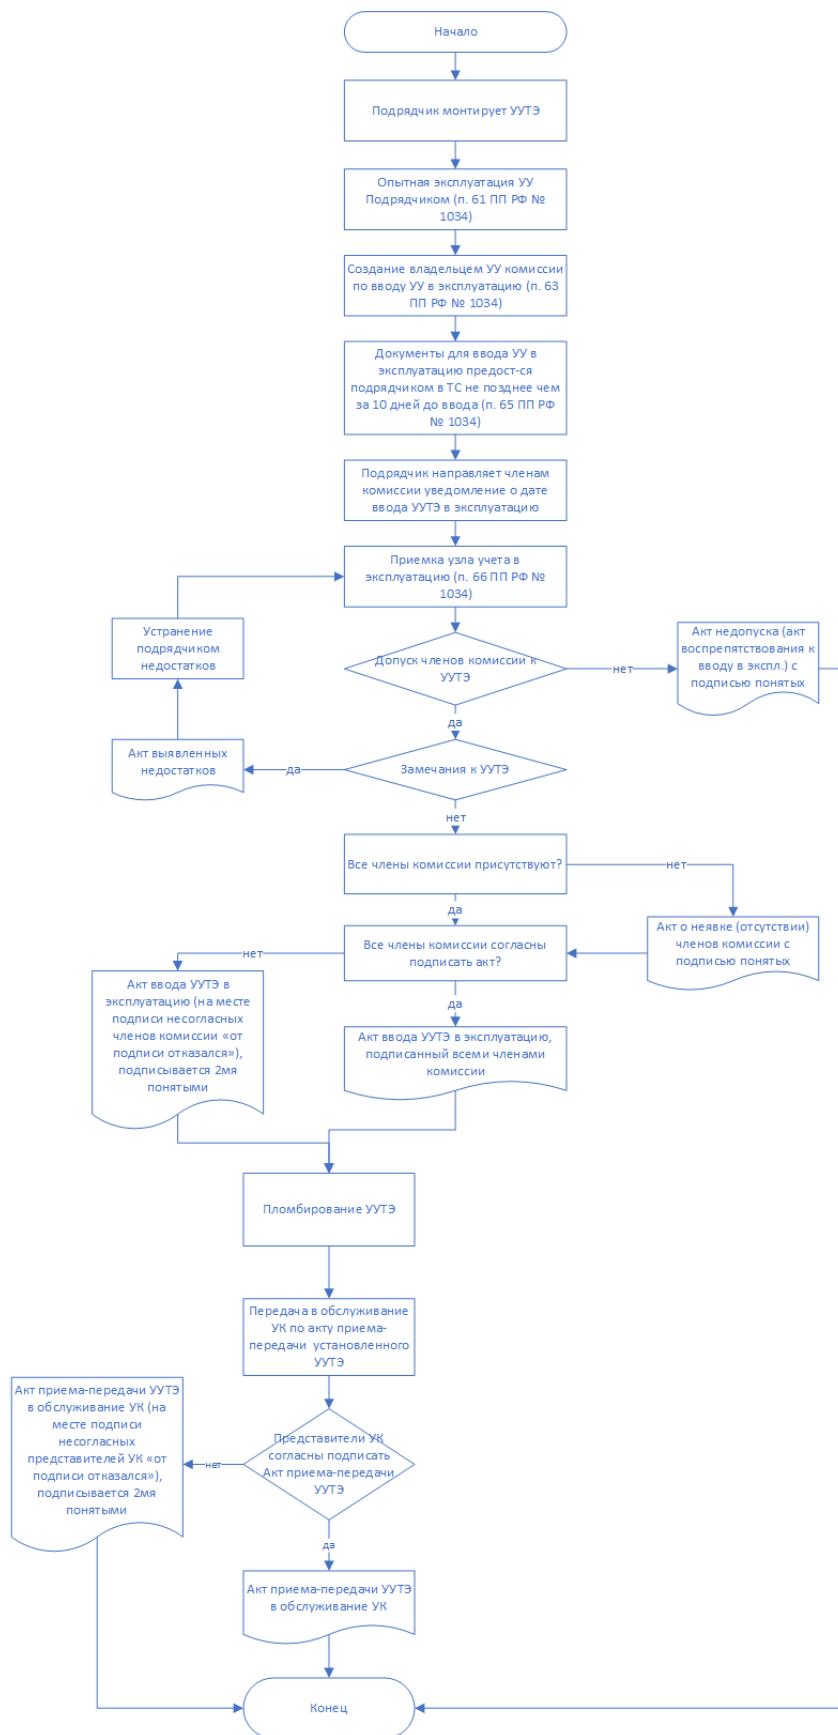 Начало
Подрядчик монтирует УУТЭ
Опытная эксплуатация УУ
Подрядчиком (п. 61 ПП РФ №
1034)
Создание владельцем УУ комиссии
по вводу УУ в эксплуатацию (п. 63
ПП РФ № 1034)
Документы для ввода УУ в
эксплуатацию предост-ся
подрядчиком в ТС не позднее чем
за 10 дней до ввода (п. 65 ПП РФ
№ 1034)
Подрядчик направляет членам
комиссии уведомление о дате
ввода УУТЭ в эксплуатацию
Приемка узла учета в
эксплуатацию (п. 66 ПП РФ №
1034)
Устранение
подрядчиком
недостатков
Допуск членов комиссии к
УУТЭ
нет
Акт недопуска (акт
воспрепятствования к
вводу в экспл.) с
подписью понятых
да
Акт выявленных
недостатков
да
Замечания к УУТЭ
нет
Все члены комиссии присутствуют?
нет
да
Акт о неявке (отсутствии)
членов комиссии с
подписью понятых
Все члены комиссии согласны
подписать акт?
нет
да
Акт ввода УУТЭ в
эксплуатацию (на месте
подписи несогласных
членов комиссии «от
подписи отказался»),
подписывается 2мя
понятыми
Акт ввода УУТЭ в эксплуатацию,
подписанный всеми членами
комиссии
Пломбирование УУТЭ
Передача в обслуживание
УК по акту приема-
передачи установленного
УУТЭ
Акт приема-передачи УУТЭ
в обслуживание УК (на
месте подписи
несогласных
представителей УК «от
подписи отказался»),
подписывается 2мя
понятыми
нет
Представители УК
согласны подписать
Акт приема-передачи
УУТЭ
да
Акт приема-передачи УУТЭ
в обслуживание УК
Конец